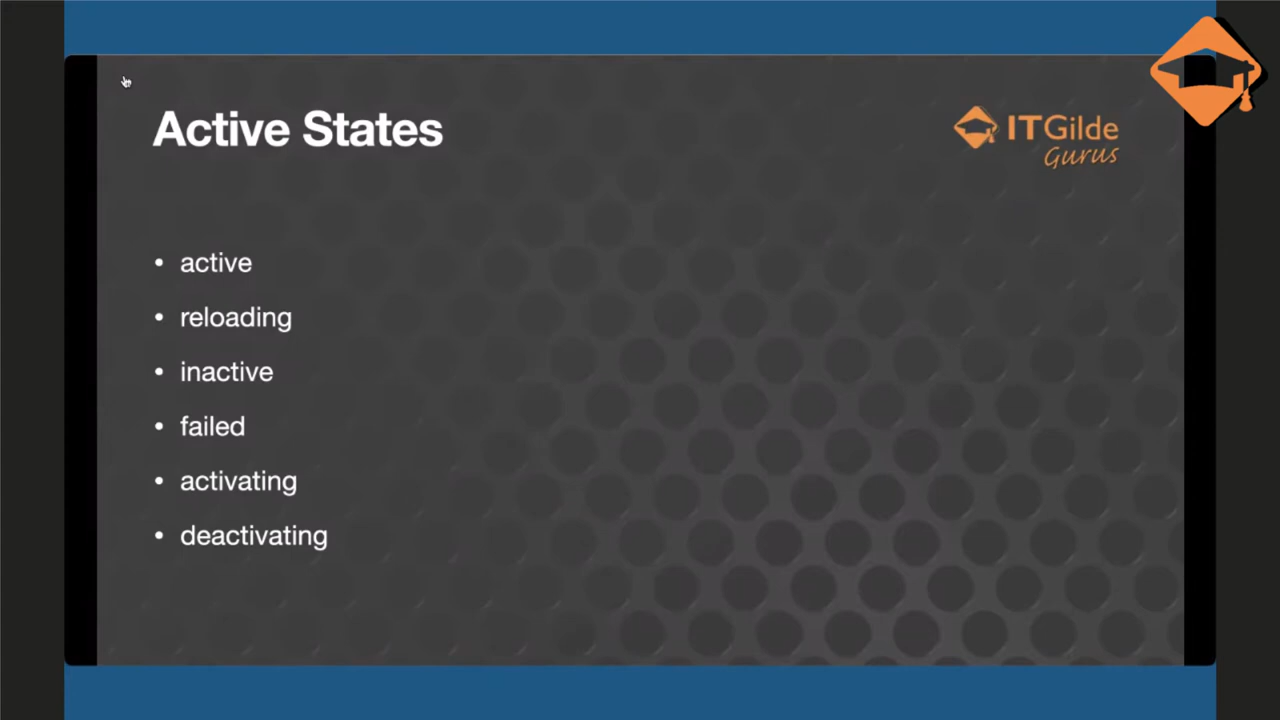 Active States
ITGilde
Gurus
• active
• reloading
• inactive
• failed
• activating
• deactivating